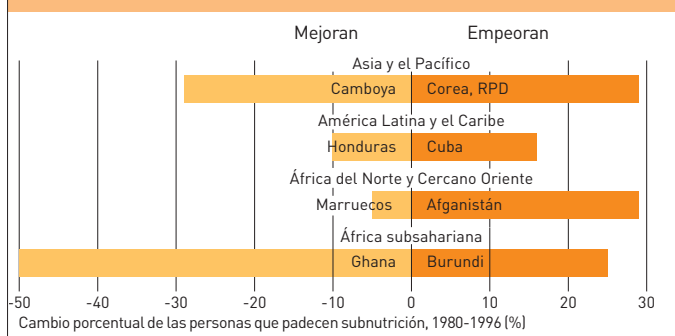 Mejoran Empeoran
Asia y el Pacífico
Camboya Corea, RPD
América Latina y el Caribe
Honduras Cuba
África del Norte y Cercano Oriente
Marruecos Afganistán
África subsahariana
Ghana Burundi
-50 -40 -30 -20 -10 0 10 20 30
Cambio porcentual de las personas que padecen subnutrición, 1980-1996 (%)